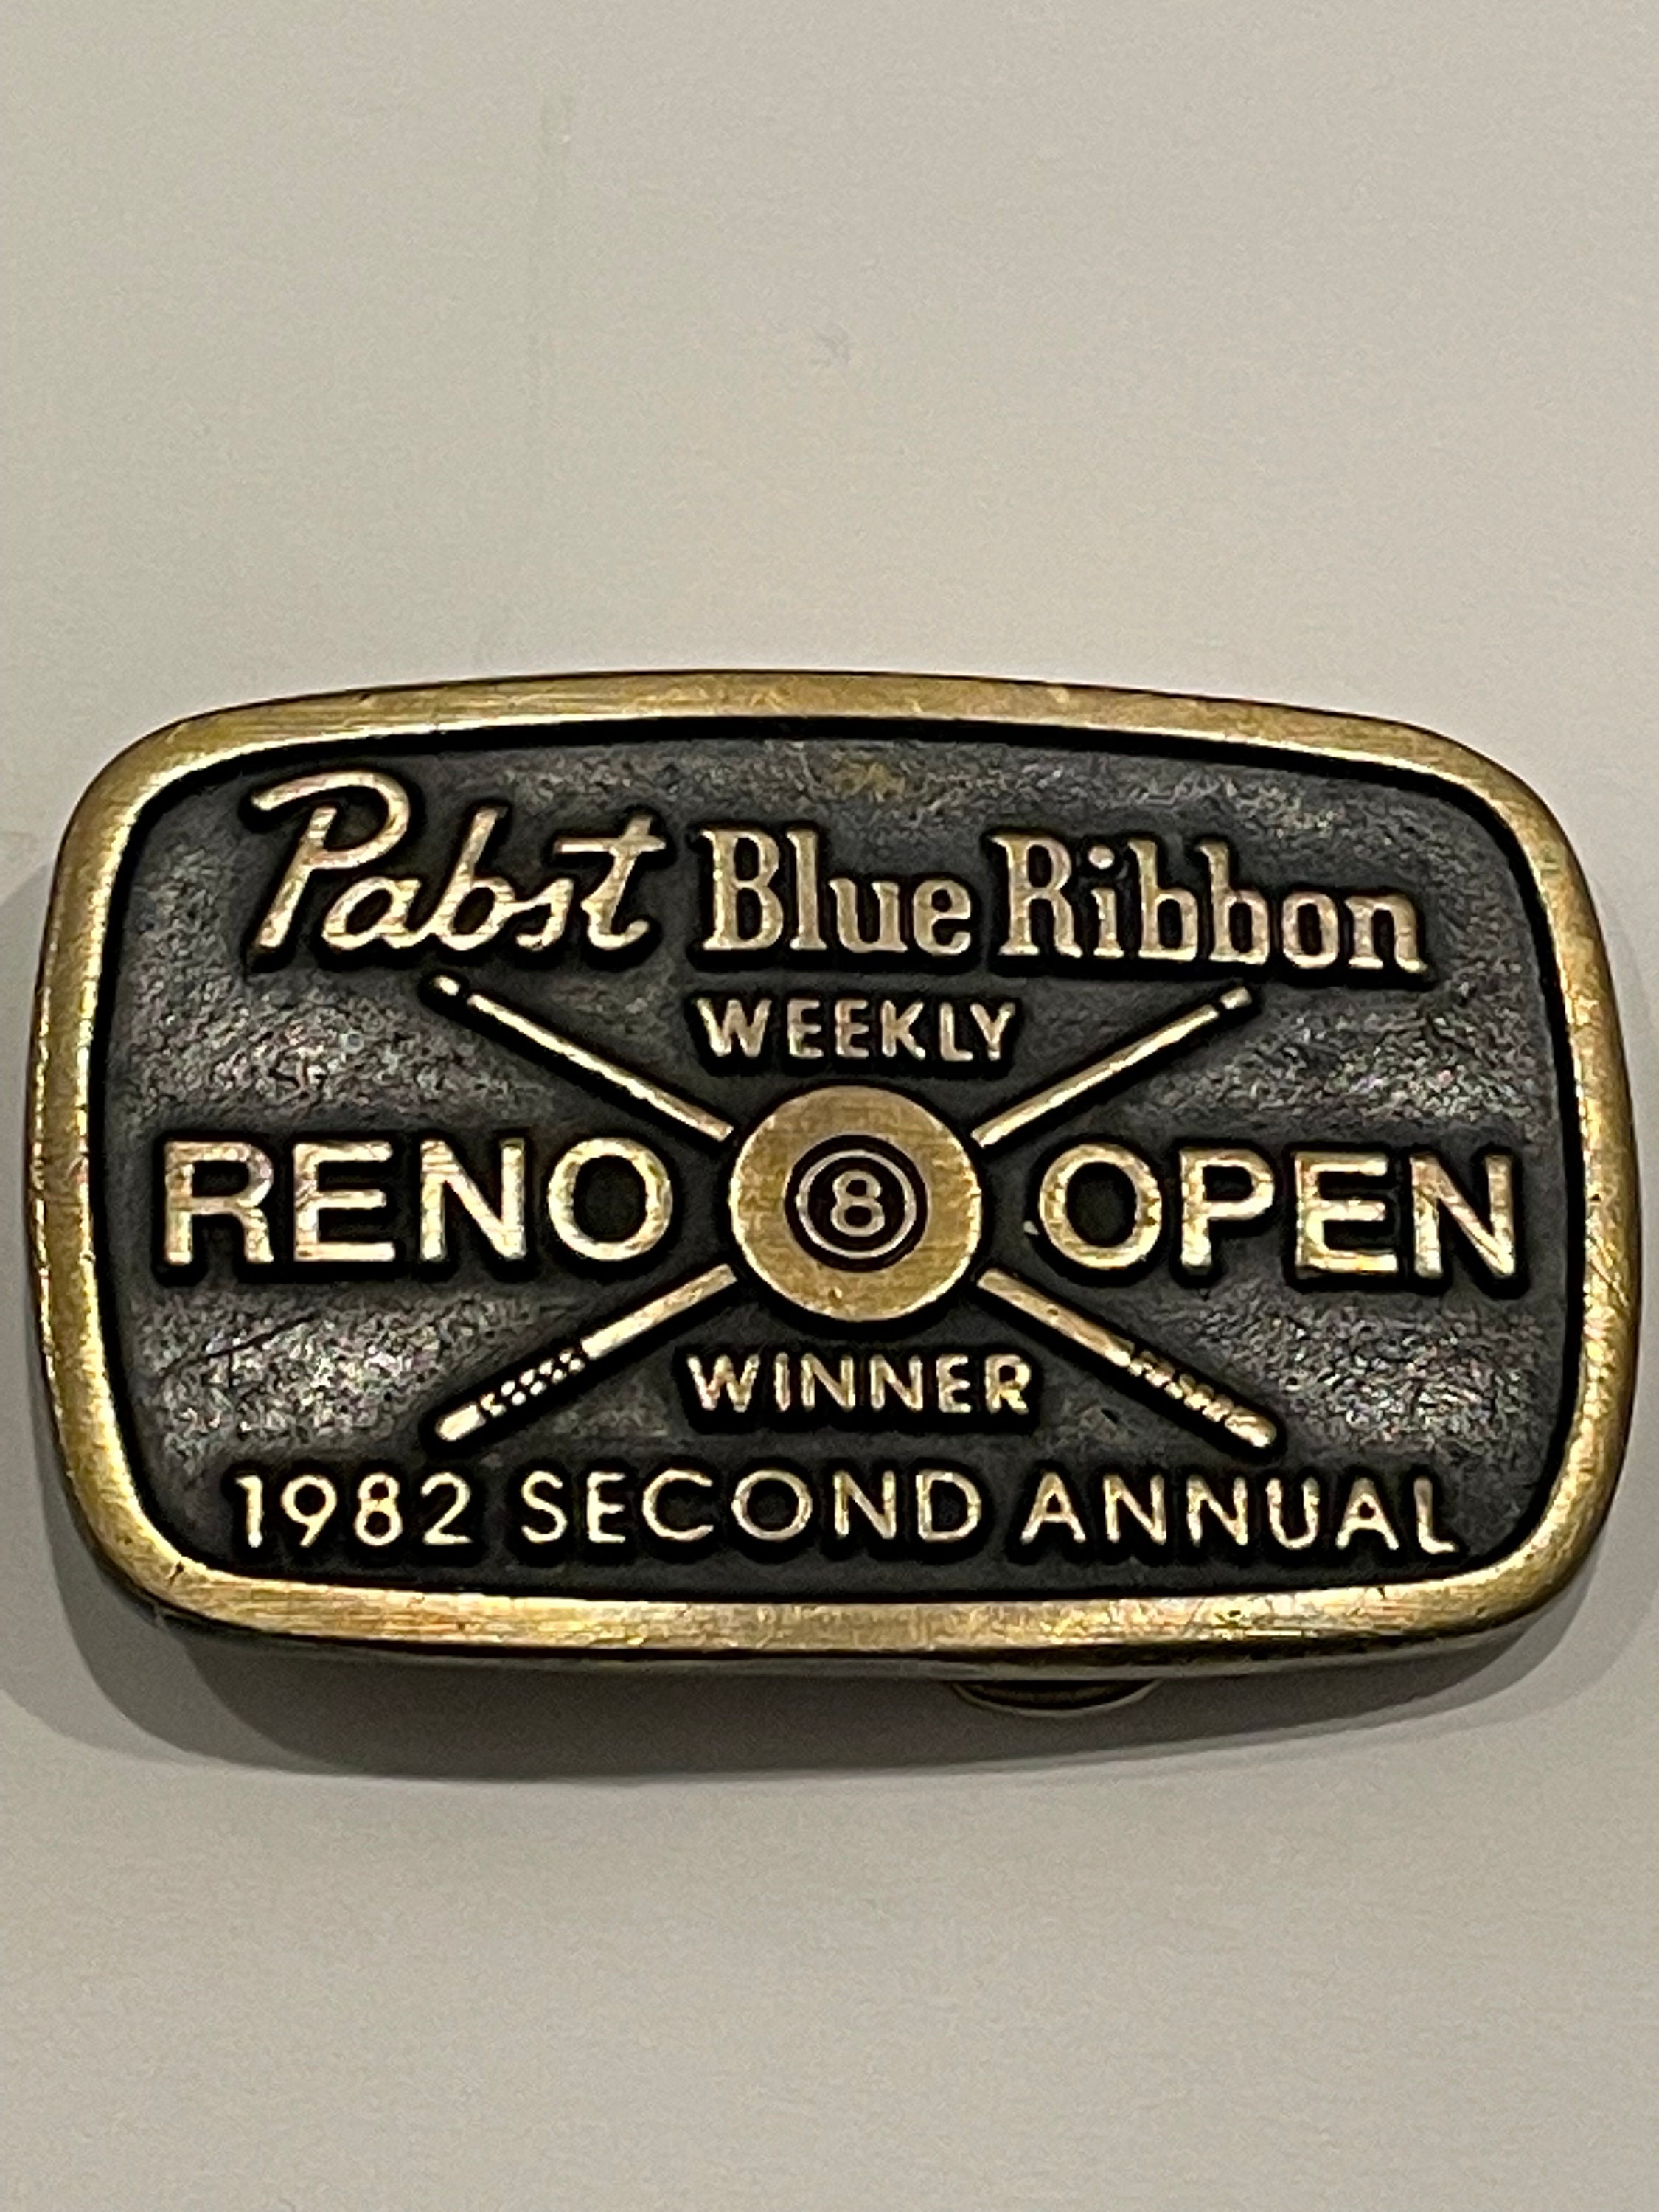 Pabst Blue Ribbon
WEEKLY
RENO 8 OPEN
WINNER
1982 SECOND ANNUAL